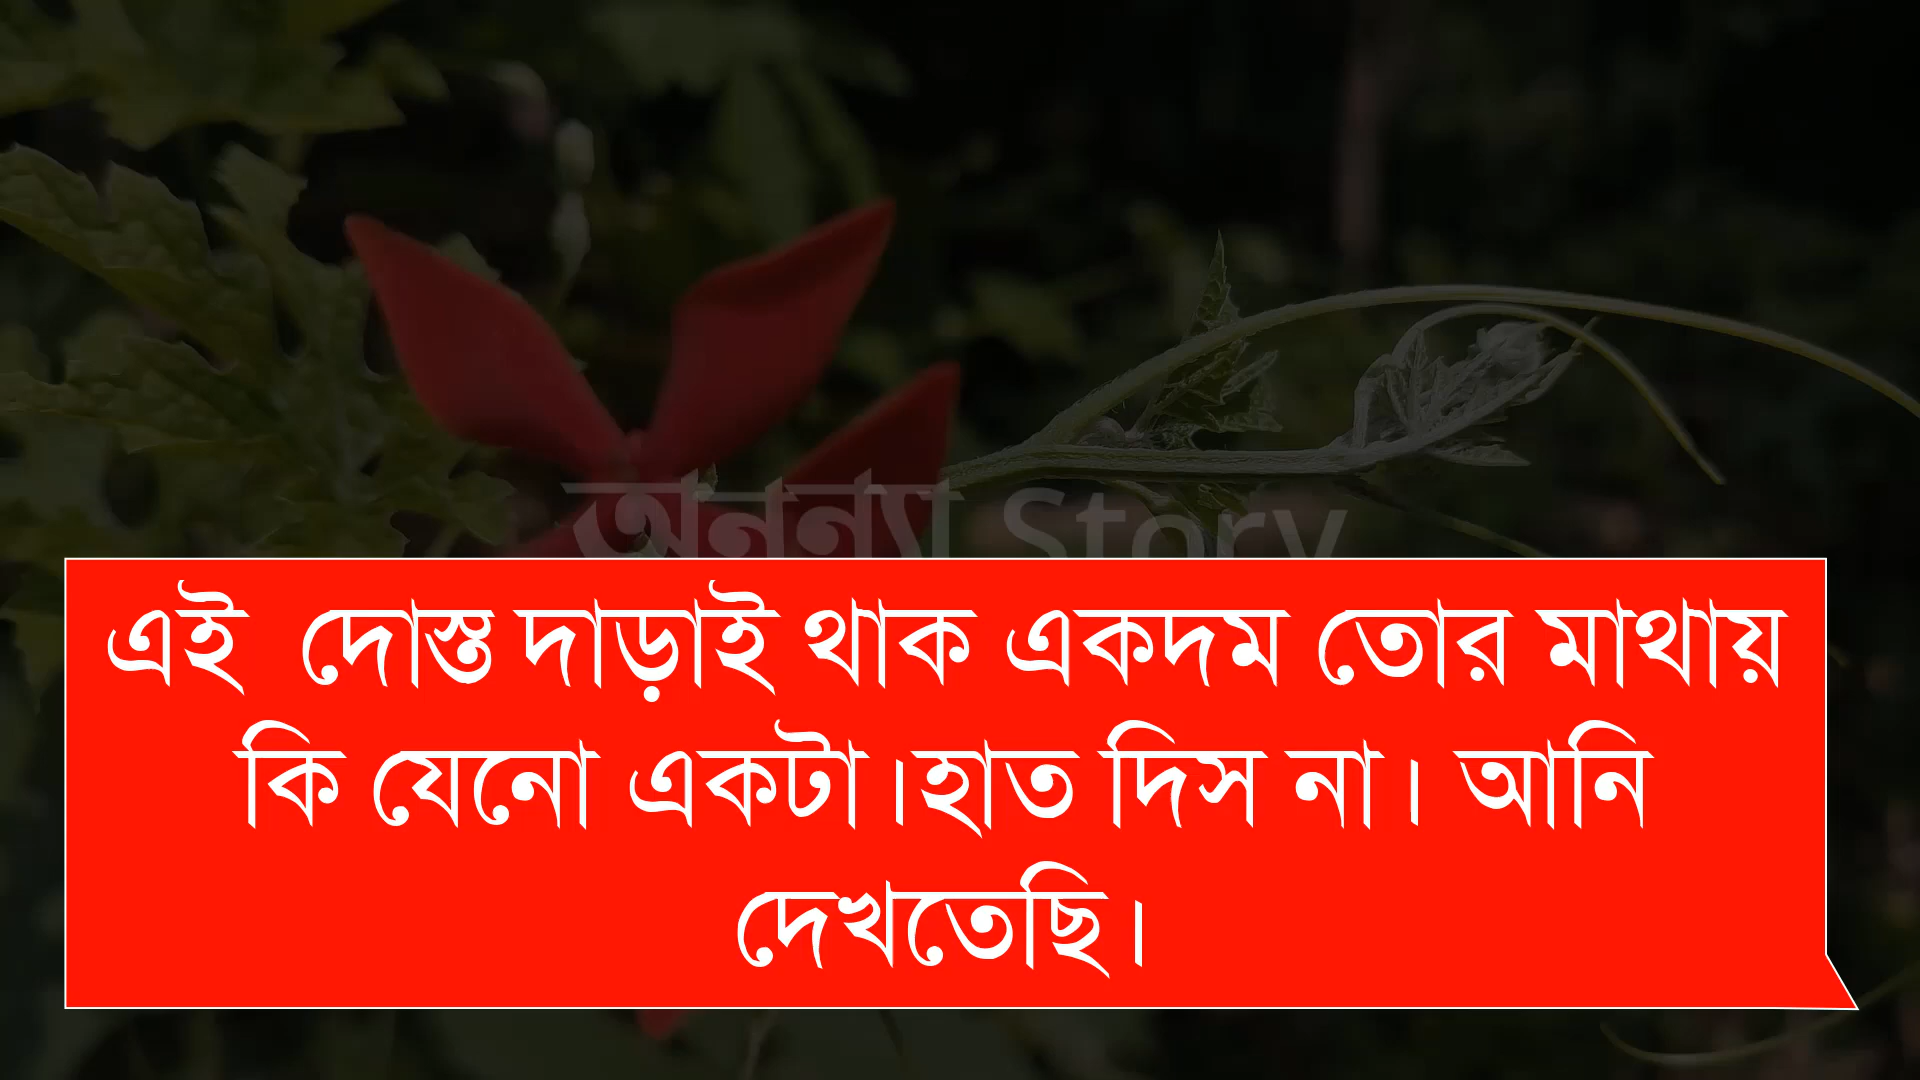 অনন্য Story
এই দোস্ত দাড়াই থাক একদম তোর মাথায়
কি যেনো একটা।হাত দিস না। আনি
দেখতেছি।